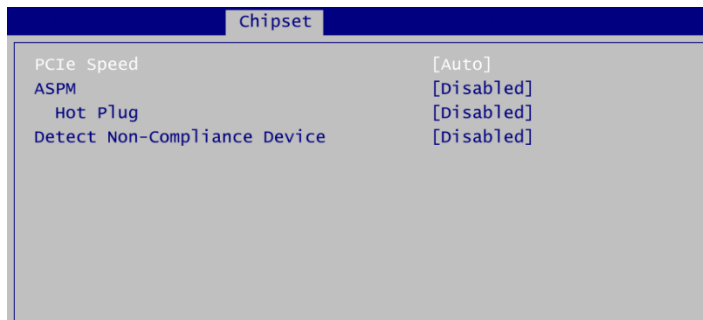 Chipset
PCIe Speed [Auto]
ASPM [Disabled]
Hot Plug [Disabled]
Detect Non-Compliance Device [Disabled]